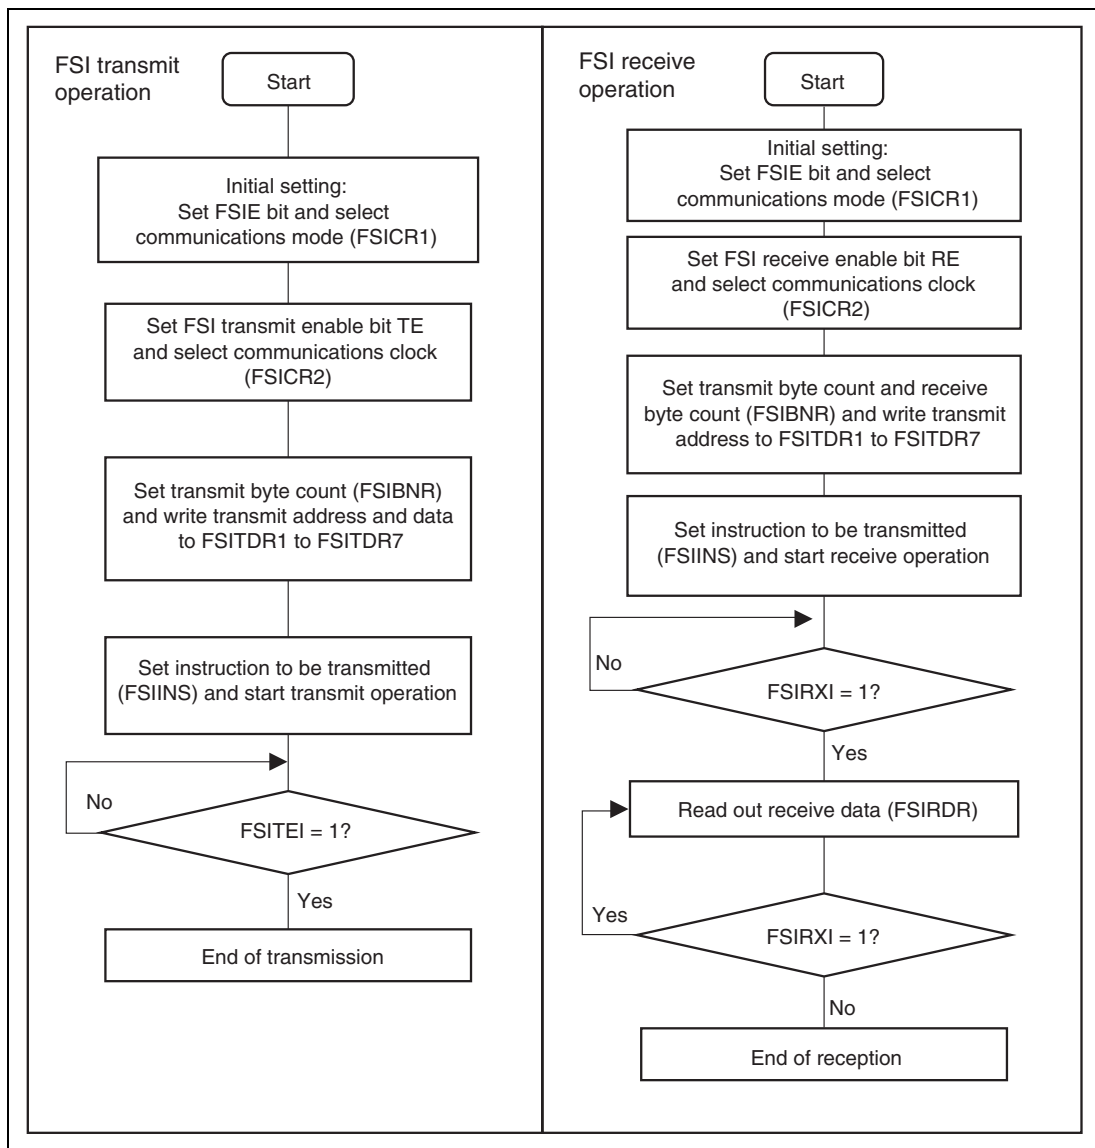 FSI transmit
operation
Start
Initial setting:
Set FSIE bit and select
communications mode (FSICR1)
Set FSI transmit enable bit TE
and select communications clock
(FSICR2)
Set transmit byte count (FSIBNR)
and write transmit address and data
to FSITDR1 to FSITDR7
Set instruction to be transmitted
(FSIINS) and start transmit operation
No
FSITEI = 1?
Yes
End of transmission
FSI receive
operation
Start
Initial setting:
Set FSIE bit and select
communications mode (FSICR1)
Set FSI receive enable bit RE
and select communications clock
(FSICR2)
Set transmit byte count and receive
byte count (FSIBNR) and write transmit
address to FSITDR1 to FSITDR7
Set instruction to be transmitted
(FSIINS) and start receive operation
No
FSIRXI = 1?
Yes
Read out receive data (FSIRDR)
Yes
FSIRXI = 1?
No
End of reception